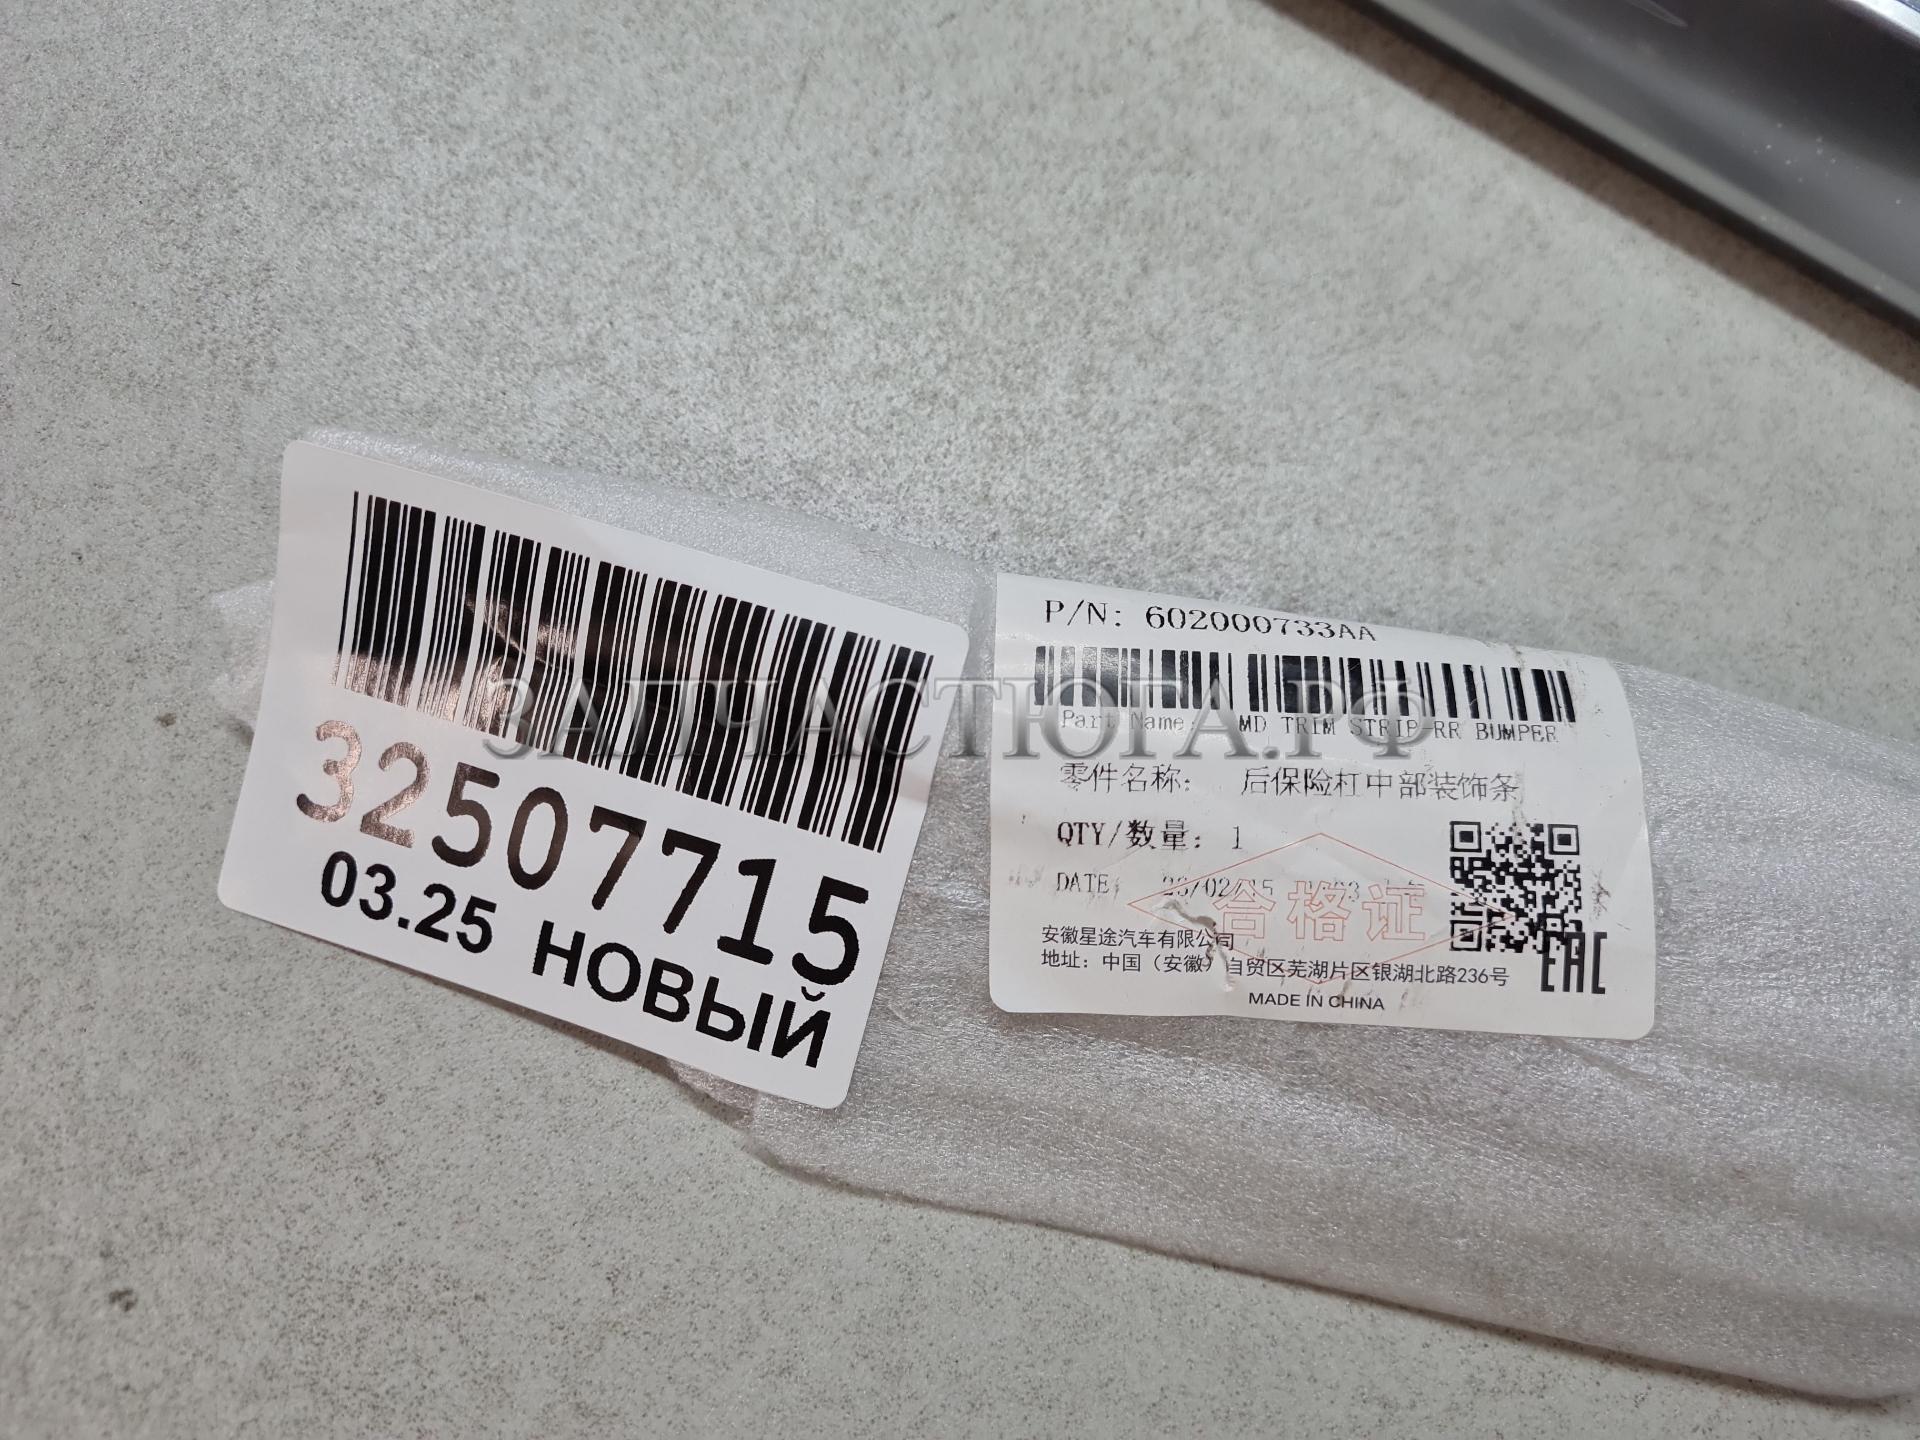 32507715
03.25 НОВЫЙ
P/N: 602000733AA
Part Name: MD TRIM STRIP-RR BUMPER
零件名称: 后保险杠中部装饰条
QTY/数量: 1
DATE
合格证
安徽星途汽车有限公司
地址：中国（安徽）自贸区芜湖片区银湖北路236号
EAC
MADE IN CHINA
ЗАПЧАСТЮГА.РФ